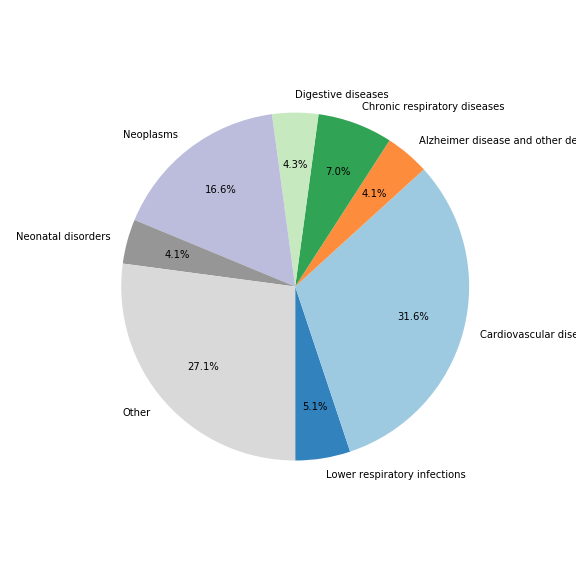 Digestive diseases
Chronic respiratory diseases
Alzheimer disease and other de
Neoplasms
4.3%
7.0%
16.6%
4.1%
Neonatal disorders
4.1%
31.6%
Cardiovascular dise
27.1%
5.1%
Other
Lower respiratory infections